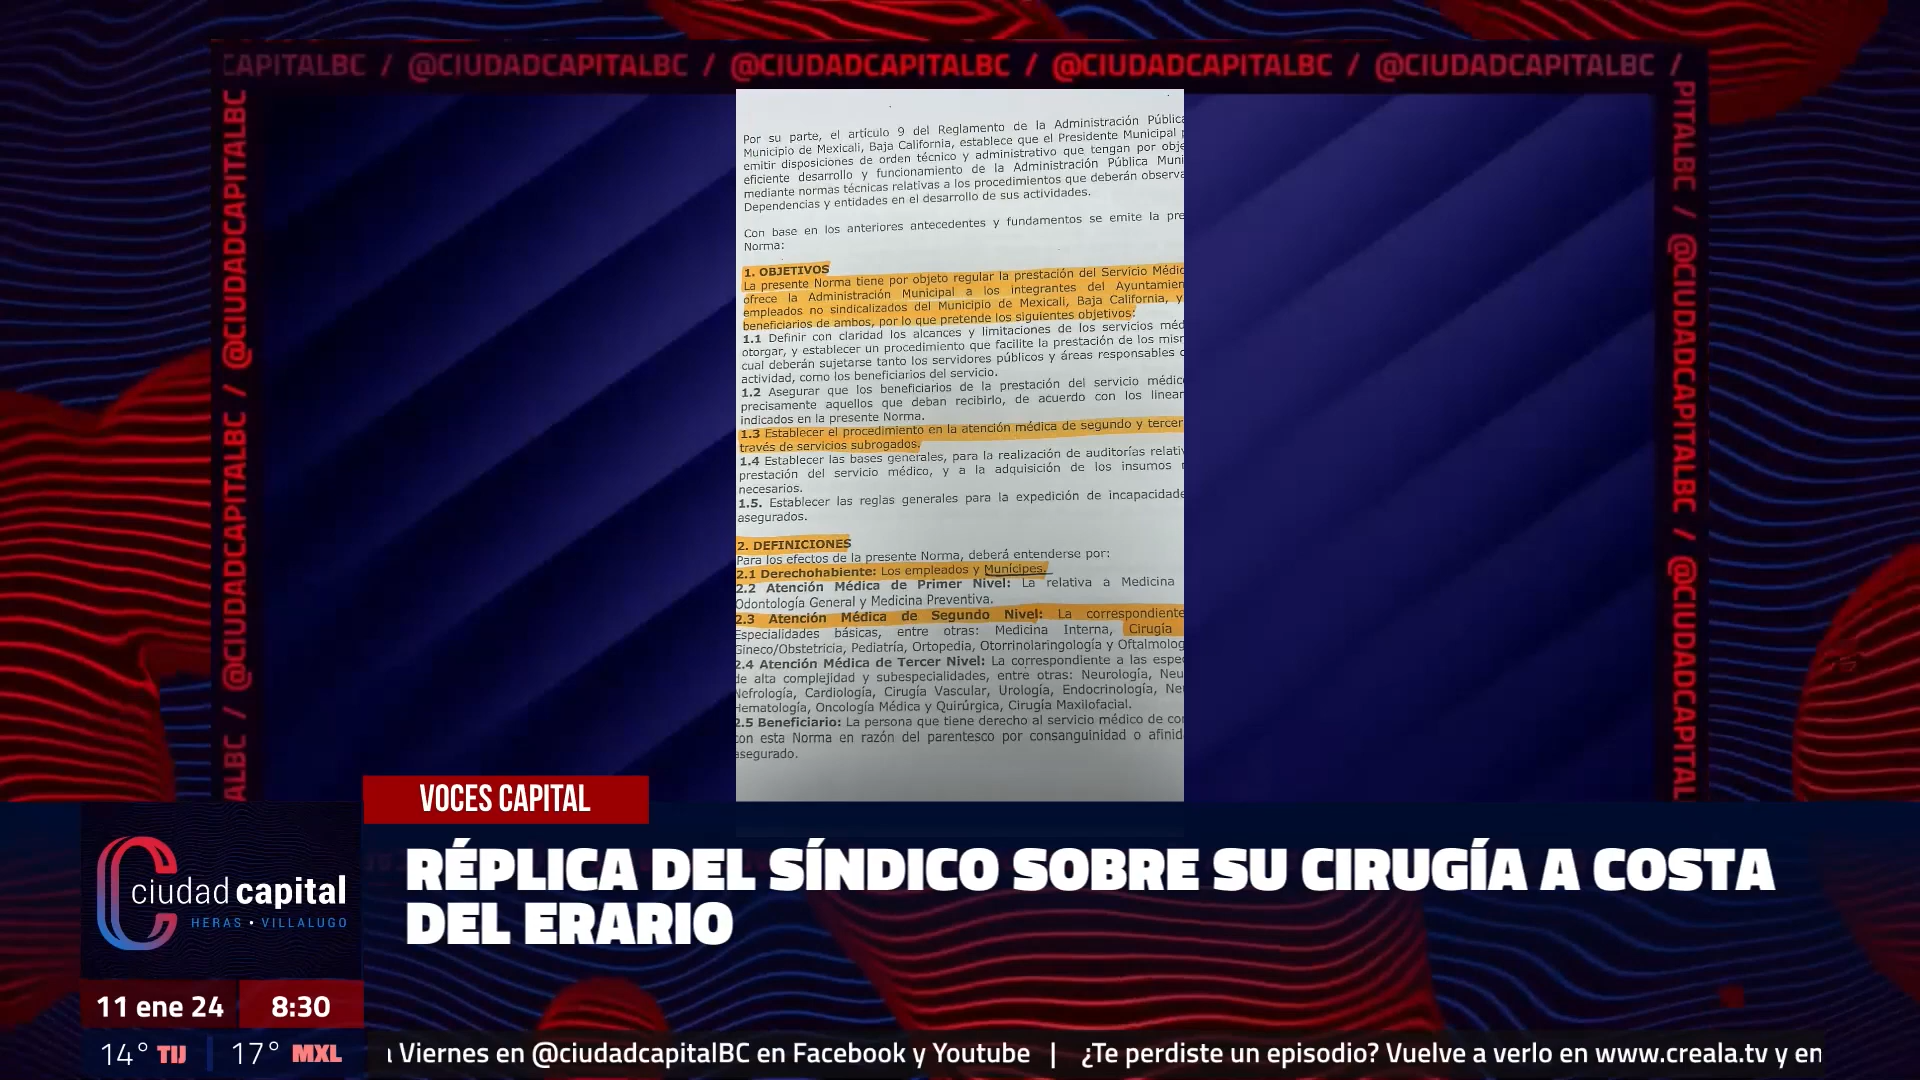 CAPITALBC / @CIUDADCAPITALBC / @CIUDADCAPITALBC / @CIUDADCAPITALBC / @CIUDADCAPITALBC /
ALBC / @CIUDADCAPITALBC / @CIUDADCAPITALBC
PITALBC / @CIUDADCAPITALBC / @CIUDADCAPITAL
Por su parte, el artículo 9 del Reglamento de la Administración Pública
Municipio de Mexicali, Baja California, establece que el Presidente Municipal
emitir disposiciones de orden técnico y administrativo que tengan por obje
eficiente desarrollo y funcionamiento de la Administración Pública Muni
mediante normas técnicas relativas a los procedimientos que deberán observa
Dependencias y entidades en el desarrollo de sus actividades.
Con base en los anteriores antecedentes y fundamentos se emite la pre
Norma:
1. OBJETIVOS
La presente Norma tiene por objeto regular la prestación del Servicio Médic
ofrece la Administración Municipal a los integrantes del Ayuntamien
empleados no sindicalizados del Municipio de Mexicali, Baja California, y
beneficiarios de ambos, por lo que pretende los siguientes objetivos:
1.1 Definir con claridad los alcances y limitaciones de los servicios méd
otorgar, y establecer un procedimiento que facilite la prestación de los mism
cual deberán sujetarse tanto los servidores públicos y áreas responsables
actividad, como los beneficiarios del servicio.
1.2 Asegurar que los beneficiarios de la prestación del servicio médico
precisamente aquellos que deban recibirlo, de acuerdo con los linear
indicados en la presente Norma.
1.3 Establecer el procedimiento en la atención médica de segundo y tercer
través de servicios subrogados.
1.4 Establecer las bases generales, para la realización de auditorías relativ
prestación del servicio médico, y a la adquisición de los insumos
necesarios.
1.5. Establecer las reglas generales para la expedición de incapacidade
asegurados.
2. DEFINICIONES
Para los efectos de la presente Norma, deberá entenderse por:
2.1 Derechohabiente: Los empleados y Munícipes.
2.2 Atención Médica de Primer Nivel: La relativa a Medicina
Odontología General y Medicina Preventiva.
2.3 Atención Médica de Segundo Nivel: La correspondiente
Especialidades básicas, entre otras: Medicina Interna, Cirugía
Gineco/Obstetricia, Pediatría, Ortopedia, Otorrinolaringología y Oftalmolog
2.4 Atención Médica de Tercer Nivel: La correspondiente a las espec
de alta complejidad y subespecialidades, entre otras: Neurología, Neu
Nefrología, Cardiología, Cirugía Vascular, Urología, Endocrinología, Ne
Hematología, Oncología Médica y Quirúrgica, Cirugía Maxilofacial.
2.5 Beneficiario: La persona que tiene derecho al servicio médico de co
con esta Norma en razón del parentesco por consanguinidad o afinid
asegurado.
VOCES CAPITAL
RÉPLICA DEL SÍNDICO SOBRE SU CIRUGÍA A COSTA
DEL ERARIO
ciudad capital
HERAS • VILLALUGO
11 ene 24 8:30
14° TIJ | 17° MXL
a Viernes en @ciudadcapitalBC en Facebook y Youtube | ¿Te perdiste un episodio? Vuelve a verlo en www.creala.tv y en